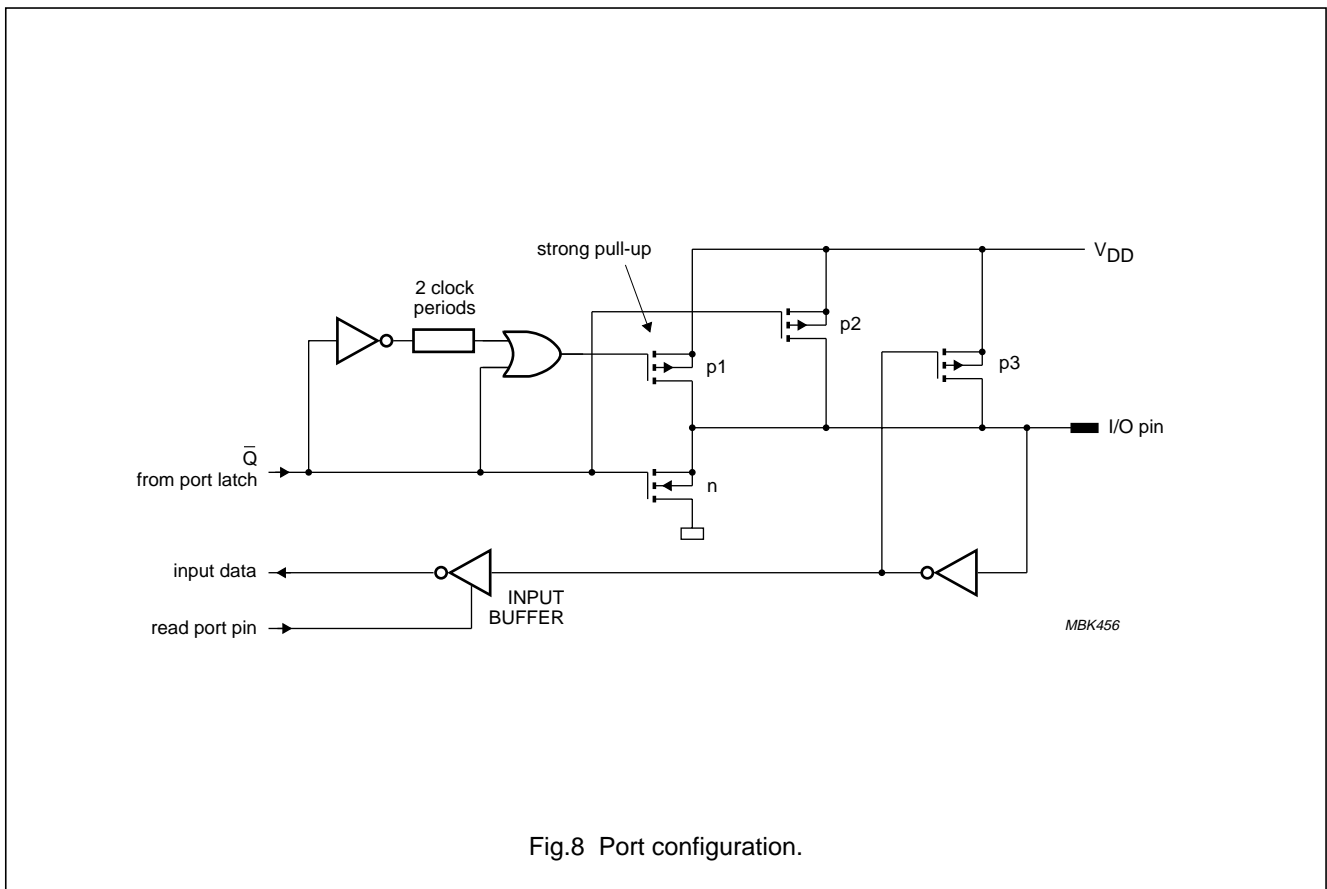 strong pull-up
V_DD
2 clock
periods
p2
p1
p3
I/O pin
Q̅
from port latch
n
input data
INPUT
BUFFER
read port pin
MBK456
Fig.8 Port configuration.